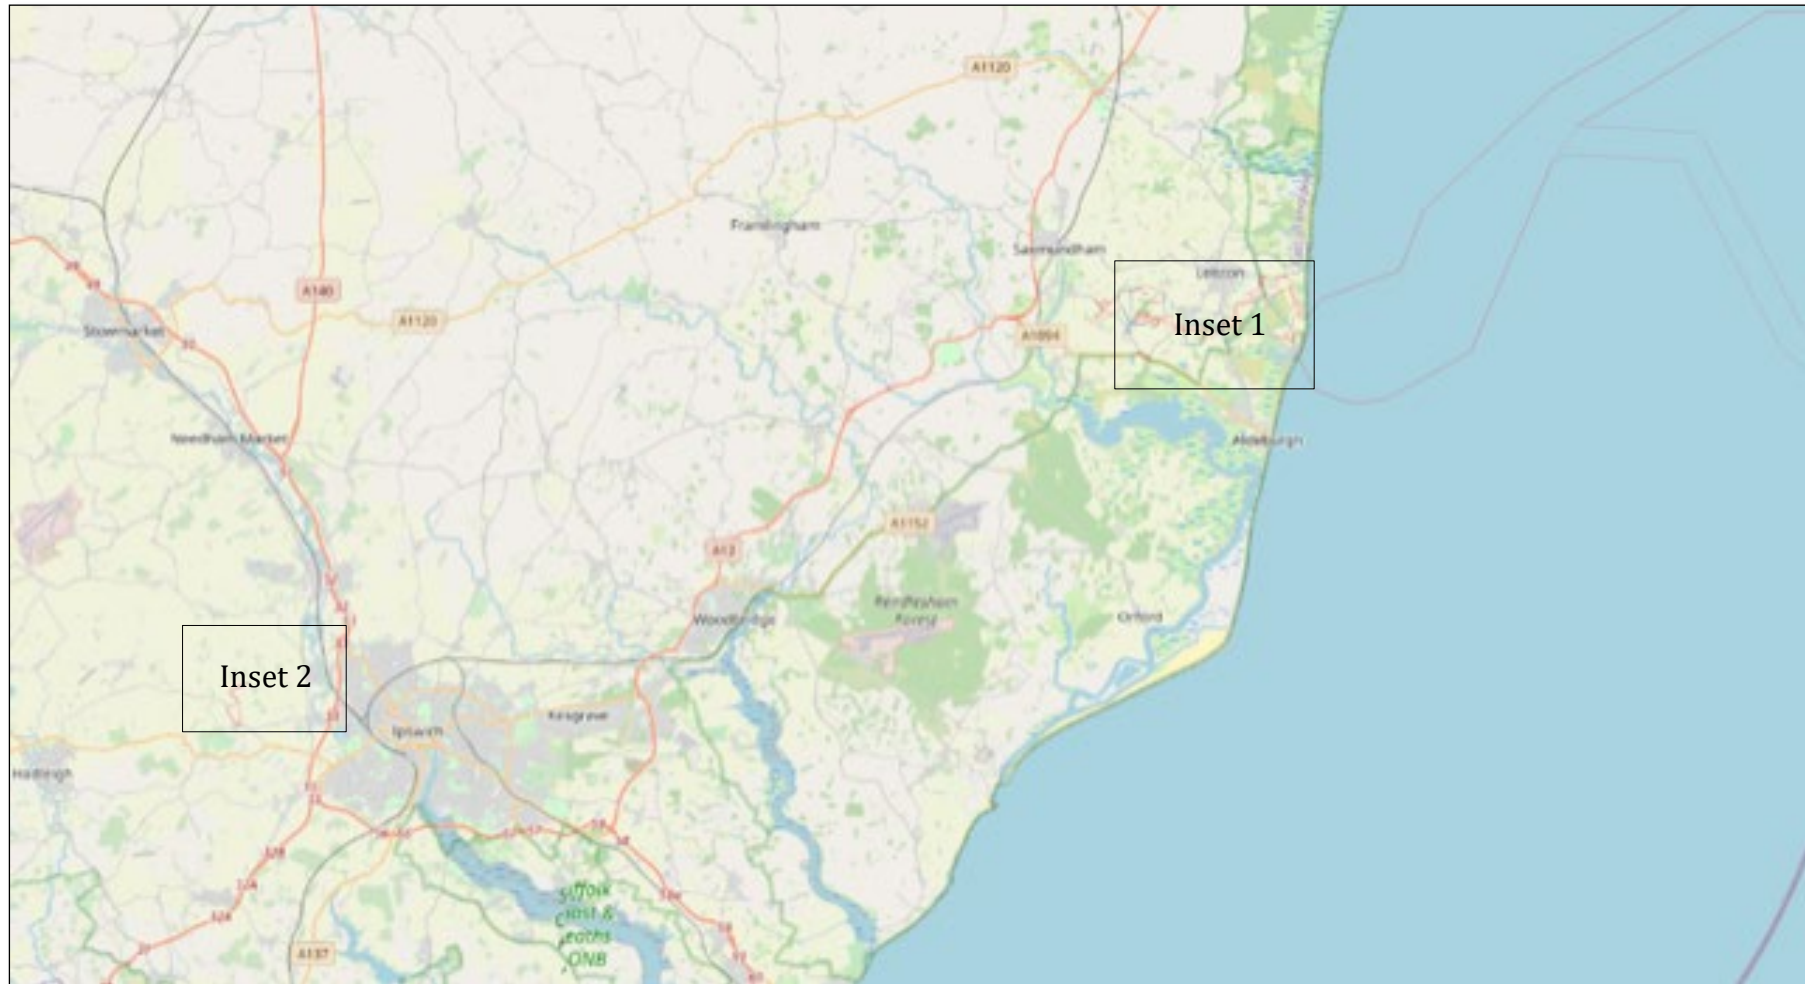 A1120
Framlingham
Saxmundham
Leiston
A140
A1120
Stowmarket
Inset 1
A1094
Needham Market
Aldeburgh
A1152
A12
Rendlesham
Forest
Woodbridge
Orford
Inset 2
Kesgrave
Ipswich
Hadleigh
Suffolk
Coast &
Heaths
AONB
A137